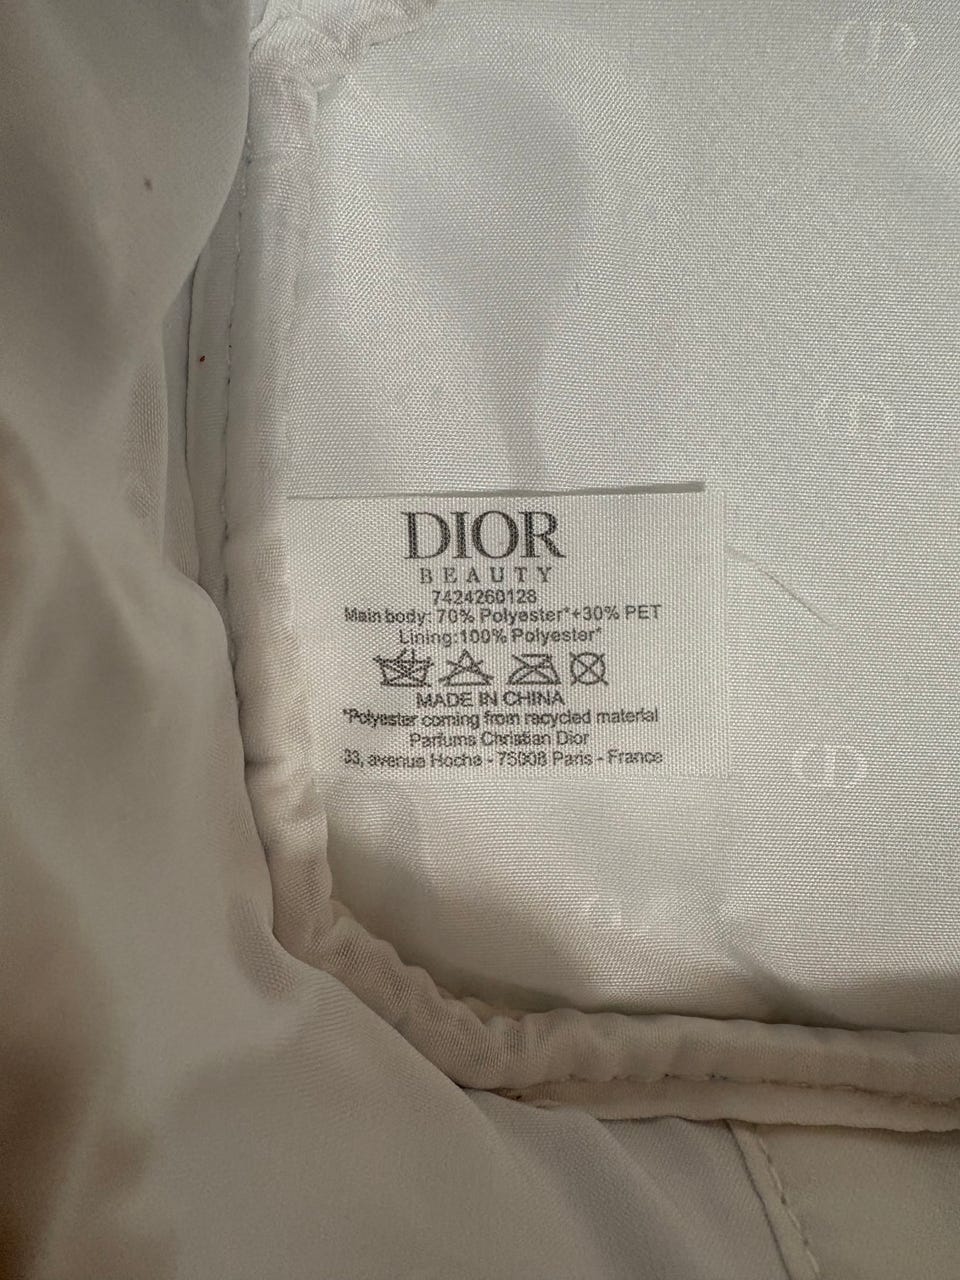 DIOR
BEAUTY
7424260128
Main body: 70% Polyester*+30% PET
Lining:100% Polyester*
MADE IN CHINA
*Polyester coming from recycled material
Parfums Christian Dior
33, avenue Hoche - 75008 Paris - France